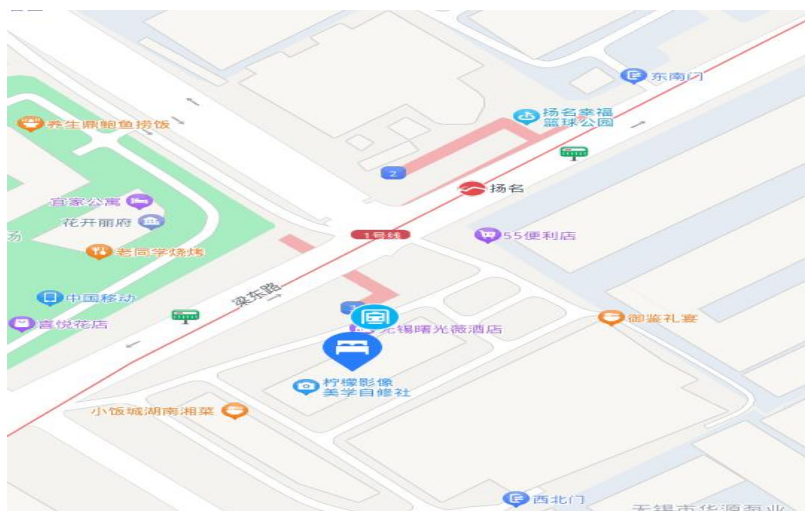 东南门
扬名幸福
篮球公园
养生鼎鲍鱼捞饭
2
扬名
宜家公寓
花开丽府
场
1号线
55便利店
老同学烧烤
梁东路
中国移动
喜悦花店
无锡曙光薇酒店
御鉴礼宴
柠檬影像
美学自修社
小饭城湖南湘菜
西北门
无锡市华源泵业